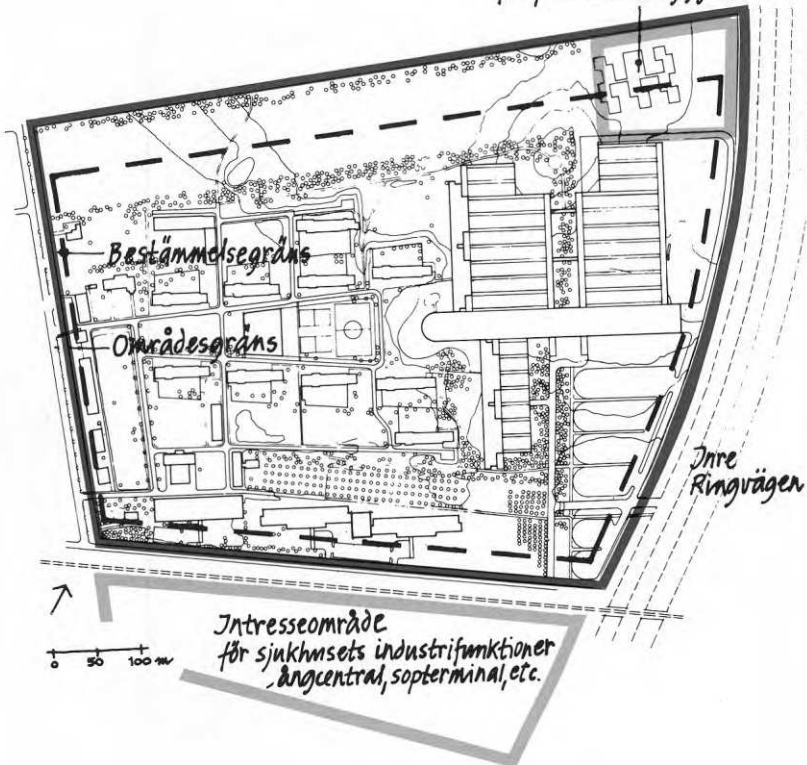 Bestämmelsegräns
Områdesgräns
Inre
Ringvägen
0 50 100 m
Intresseområde
för sjukhusets industrifunktioner
ångcentral, sopterminal, etc.